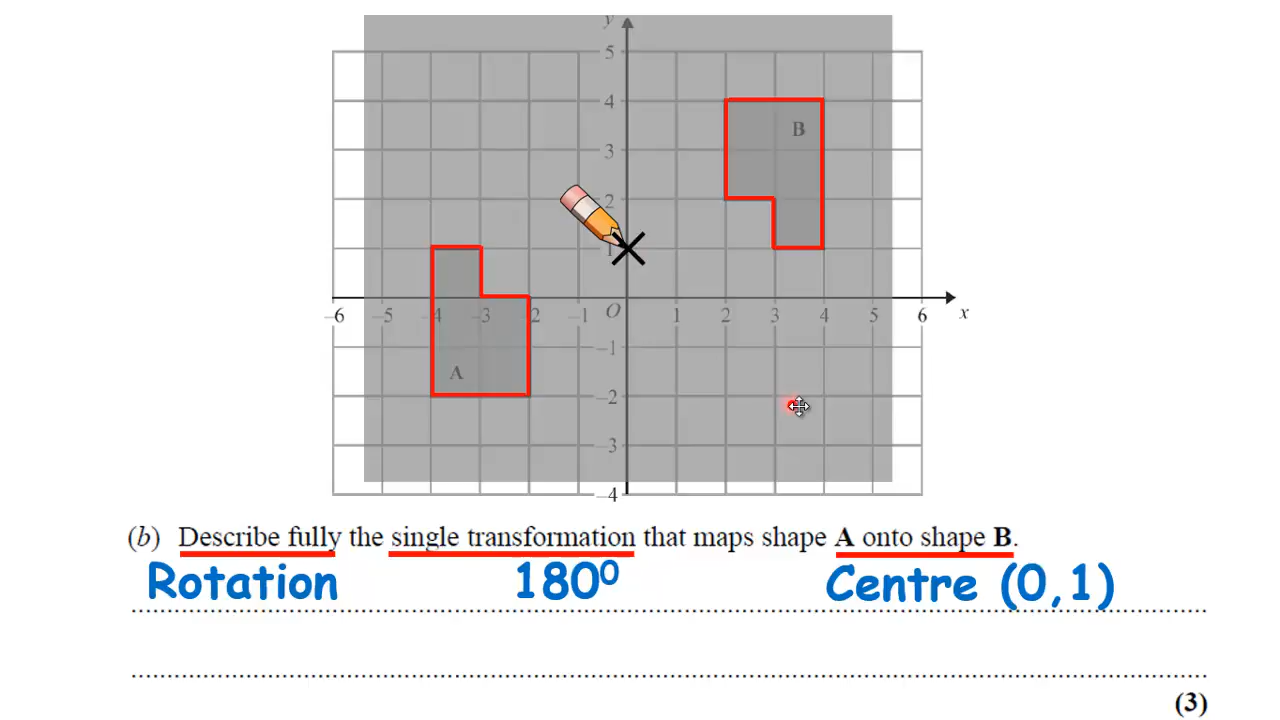 y
5
4
B
3
2
1
O
–6 –5 –4 –3 –2 –1 1 2 3 4 5 6 x
–1
A
–2
–3
–4
(b) Describe fully the single transformation that maps shape A onto shape B.
Rotation 180⁰ Centre (0,1)
(3)